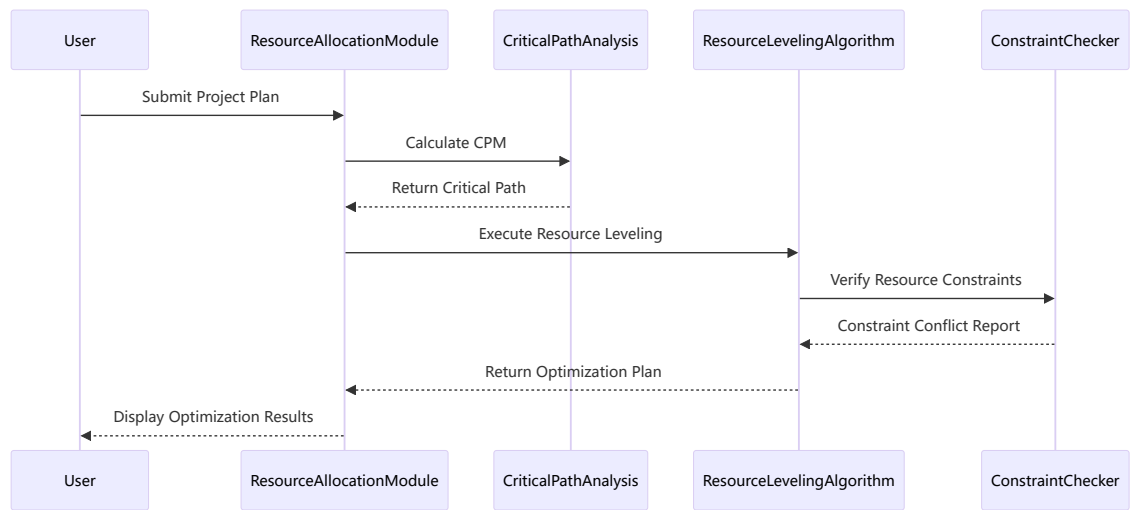 User
ResourceAllocationModule
CriticalPathAnalysis
ResourceLevelingAlgorithm
ConstraintChecker
Submit Project Plan
Calculate CPM
Return Critical Path
Execute Resource Leveling
Verify Resource Constraints
Constraint Conflict Report
Return Optimization Plan
Display Optimization Results
User
ResourceAllocationModule
CriticalPathAnalysis
ResourceLevelingAlgorithm
ConstraintChecker